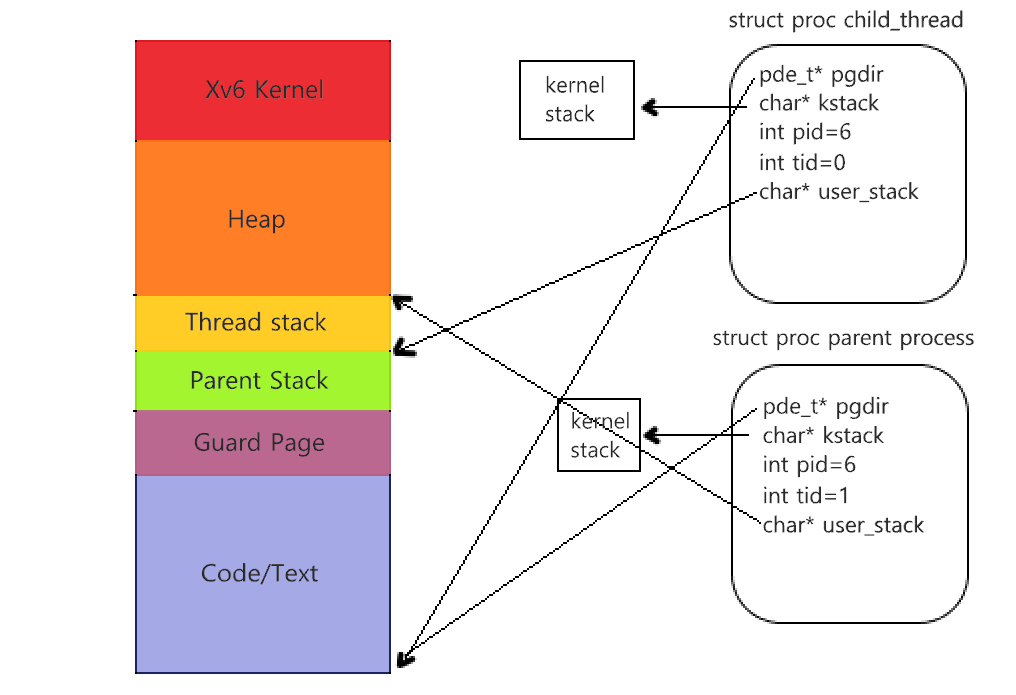 Xv6 Kernel
Heap
Thread stack
Parent Stack
Guard Page
Code/Text
kernel
stack
struct proc child_thread
pde_t* pgdir
char* kstack
int pid=6
int tid=0
char* user_stack
kernel
stack
struct proc parent process
pde_t* pgdir
char* kstack
int pid=6
int tid=1
char* user_stack